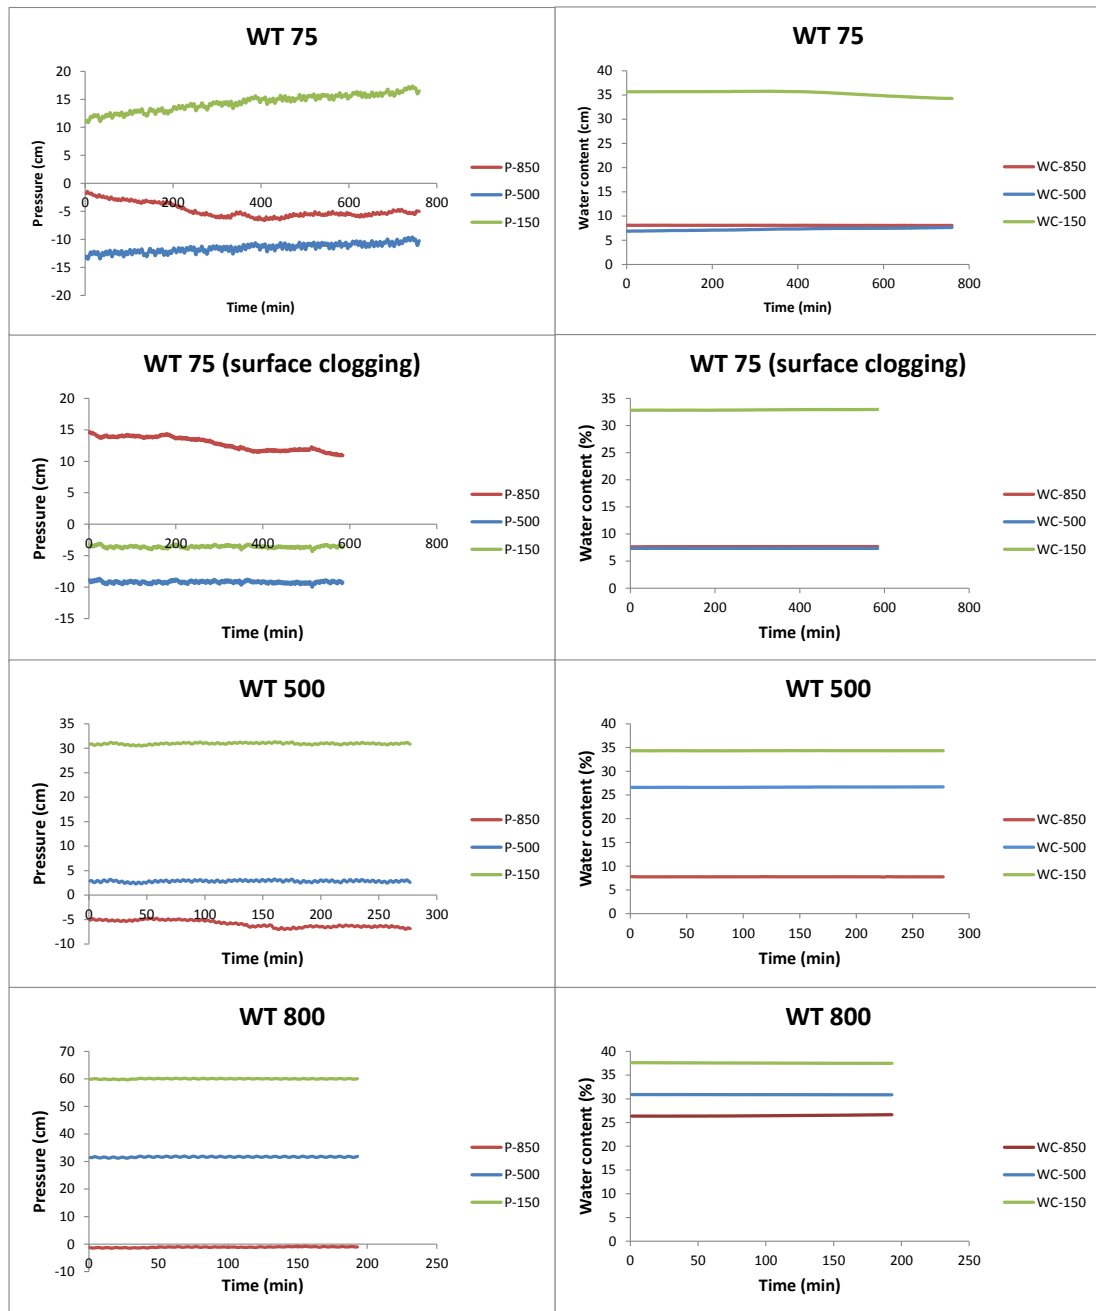 WT 75
20
15
10
5
0
-5
-10
-15
-20
0
200
400
600
800
Pressure (cm)
Time (min)
P-850
P-500
P-150
WT 75
40
35
30
25
20
15
10
5
0
0
200
400
600
800
Water content (cm)
Time (min)
WC-850
WC-500
WC-150
WT 75 (surface clogging)
20
15
10
5
0
-5
-10
-15
0
200
400
600
800
Pressure (cm)
Time (min)
P-850
P-500
P-150
WT 75 (surface clogging)
35
30
25
20
15
10
5
0
0
200
400
600
800
Water content (%)
Time (min)
WC-850
WC-500
WC-150
WT 500
35
30
25
20
15
10
5
0
-5
-10
0
50
100
150
200
250
300
Pressure (cm)
Time (min)
P-850
P-500
P-150
WT 500
40
35
30
25
20
15
10
5
0
0
50
100
150
200
250
300
Water content (%)
Time (min)
WC-850
WC-500
WC-150
WT 800
70
60
50
40
30
20
10
0
-10
0
50
100
150
200
250
Pressure (cm)
Time (min)
P-850
P-500
P-150
WT 800
40
35
30
25
20
15
10
5
0
0
50
100
150
200
250
Water content (%)
Time (min)
WC-850
WC-500
WC-150